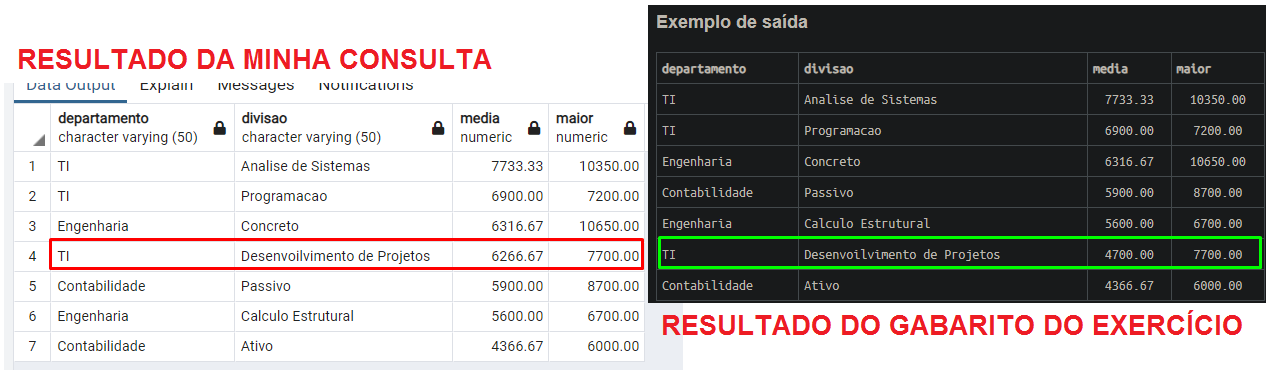 RESULTADO DA MINHA CONSULTA
Data Output Explain Messages Notifications
departamento character varying (50) divisao character varying (50) media numeric maior numeric
1 TI Analise de Sistemas 7733.33 10350.00
2 TI Programacao 6900.00 7200.00
3 Engenharia Concreto 6316.67 10650.00
4 TI Desenvoilvimento de Projetos 6266.67 7700.00
5 Contabilidade Passivo 5900.00 8700.00
6 Engenharia Calculo Estrutural 5600.00 6700.00
7 Contabilidade Ativo 4366.67 6000.00
Exemplo de saída
departamento divisao media maior
TI Analise de Sistemas 7733.33 10350.00
TI Programacao 6900.00 7200.00
Engenharia Concreto 6316.67 10650.00
Contabilidade Passivo 5900.00 8700.00
Engenharia Calculo Estrutural 5600.00 6700.00
TI Desenvoilvimento de Projetos 4700.00 7700.00
Contabilidade Ativo 4366.67 6000.00
RESULTADO DO GABARITO DO EXERCÍCIO